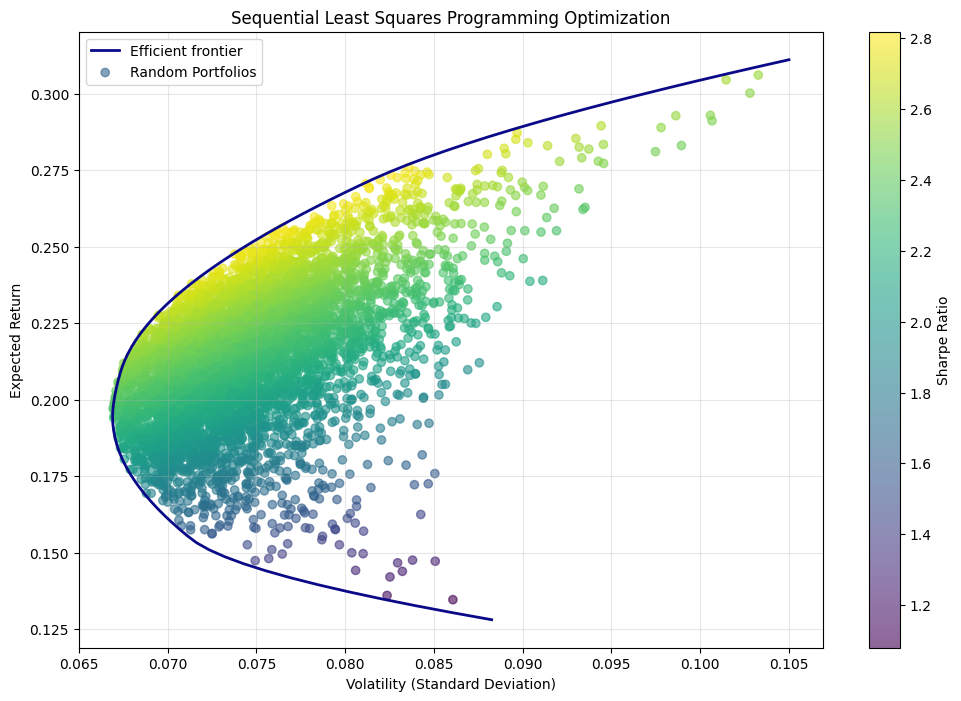 Sequential Least Squares Programming Optimization
Efficient frontier
Random Portfolios
Expected Return
0.300
0.275
0.250
0.225
0.200
0.175
0.150
0.125
0.065 0.070 0.075 0.080 0.085 0.090 0.095 0.100 0.105
Volatility (Standard Deviation)
2.8
2.6
2.4
2.2
2.0
1.8
1.6
1.4
1.2
Sharpe Ratio